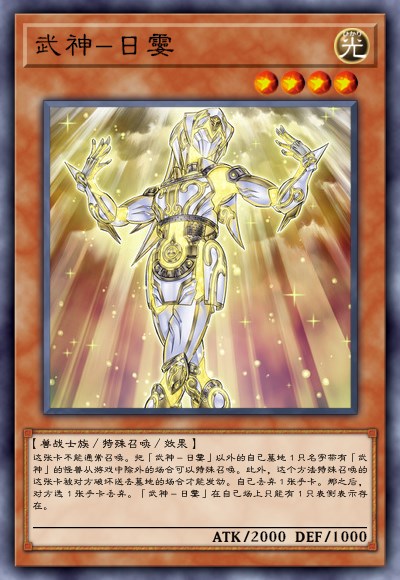 武神－日孁
光
【兽战士族／特殊召唤／效果】
这张卡不能通常召唤。把「武神－日孁」以外的自己墓地１只名字带有「武
神」的怪兽从游戏中除外的场合可以特殊召唤。此外，这个方法特殊召唤的
这张卡被对方破坏送去墓地的场合才能发动。自己丢弃１张手卡。那之后，
对方选１张手卡丢弃。「武神－日孁」在自己场上只能有１只表侧表示存
在。
ATK/2000 DEF/1000